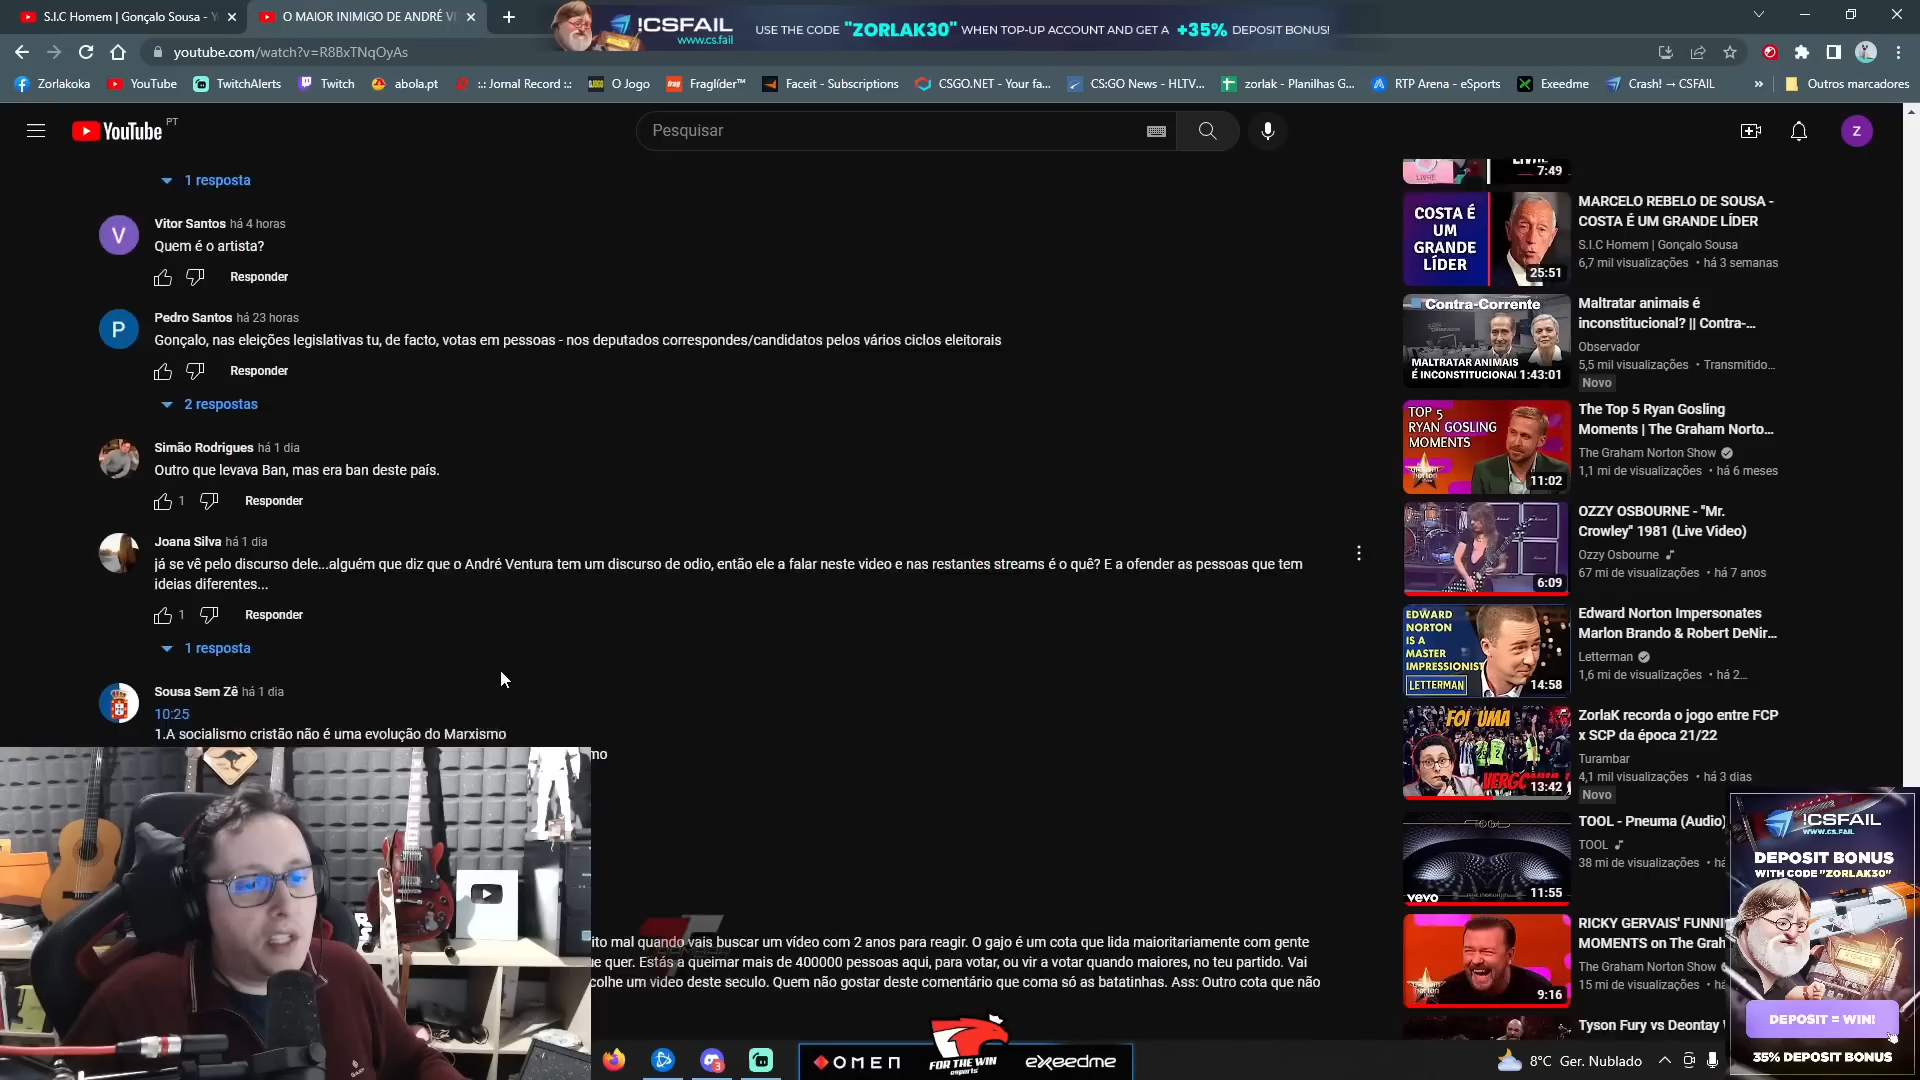 S.I.C Homem | Gonçalo Sousa - Y
O MAIOR INIMIGO DE ANDRÉ V
!CSFAIL
www.cs.fail
USE THE CODE "ZORLAK30" WHEN TOP-UP ACCOUNT AND GET A +35% DEPOSIT BONUS!
youtube.com/watch?v=R8BxTNqOyAs
Zorlakoka
YouTube
TwitchAlerts
Twitch
abola.pt
::: Jornal Record :::
O Jogo
Fraglíder™
Faceit - Subscriptions
CSGO.NET - Your fa...
CS:GO News - HLTV...
zorlak - Planilhas G...
RTP Arena - eSports
Exeedme
Crash! → CSFAIL
»
Outros marcadores
YouTube PT
Pesquisar
Z
1 resposta
V
Vitor Santos há 4 horas
Quem é o artista?
Responder
P
Pedro Santos há 23 horas
Gonçalo, nas eleições legislativas tu, de facto, votas em pessoas - nos deputados correspondes/candidatos pelos vários ciclos eleitorais
Responder
2 respostas
Simão Rodrigues há 1 dia
Outro que levava Ban, mas era ban deste país.
1 Responder
Joana Silva há 1 dia
já se vê pelo discurso dele...alguém que diz que o André Ventura tem um discurso de odio, então ele a falar neste video e nas restantes streams é o quê? E a ofender as pessoas que tem
ideias diferentes...
1 Responder
1 resposta
Sousa Sem Zê há 1 dia
10:25
1.A socialismo cristão não é uma evolução do Marxismo
mo
ito mal quando vais buscar um vídeo com 2 anos para reagir. O gajo é um cota que lida maioritariamente com gente
ue quer. Estás a queimar mais de 400000 pessoas aqui, para votar, ou vir a votar quando maiores, no teu partido. Vai
colhe um video deste seculo. Quem não gostar deste comentário que coma só as batatinhas. Ass: Outro cota que não
LIVRE
7:49
COSTA É
UM
GRANDE
LÍDER
25:51
MARCELO REBELO DE SOUSA -
COSTA É UM GRANDE LÍDER
S.I.C Homem | Gonçalo Sousa
6,7 mil visualizações • há 3 semanas
Contra-Corrente
MALTRATAR ANIMAIS
É INCONSTITUCIONAL
1:43:01
Maltratar animais é
inconstitucional? || Contra-...
Observador
5,5 mil visualizações • Transmitido...
Novo
TOP 5
RYAN GOSLING
MOMENTS
11:02
The Top 5 Ryan Gosling
Moments | The Graham Norto...
The Graham Norton Show
1,1 mi de visualizações • há 6 meses
6:09
OZZY OSBOURNE - "Mr.
Crowley" 1981 (Live Video)
Ozzy Osbourne
67 mi de visualizações • há 7 anos
EDWARD
NORTON
IS A
MASTER
IMPRESSIONIST
LETTERMAN
14:58
Edward Norton Impersonates
Marlon Brando & Robert DeNir...
Letterman
1,6 mi de visualizações • há 2...
FOI UMA
13:42
ZorlaK recorda o jogo entre FCP
x SCP da época 21/22
Turambar
4,1 mil visualizações • há 3 dias
Novo
TOOL
vevo
11:55
TOOL - Pneuma (Audio)
TOOL
38 mi de visualizações • há
9:16
RICKY GERVAIS' FUNNI
MOMENTS on The Grah
The Graham Norton Show
15 mi de visualizações • há
Tyson Fury vs Deontay
!CSFAIL
WWW.CS.FAIL
DEPOSIT BONUS
WITH CODE "ZORLAK30"
DEPOSIT = WIN!
35% DEPOSIT BONUS
3
OMEN
FOR THE WIN
esports
exeedme
8°C Ger. Nublado